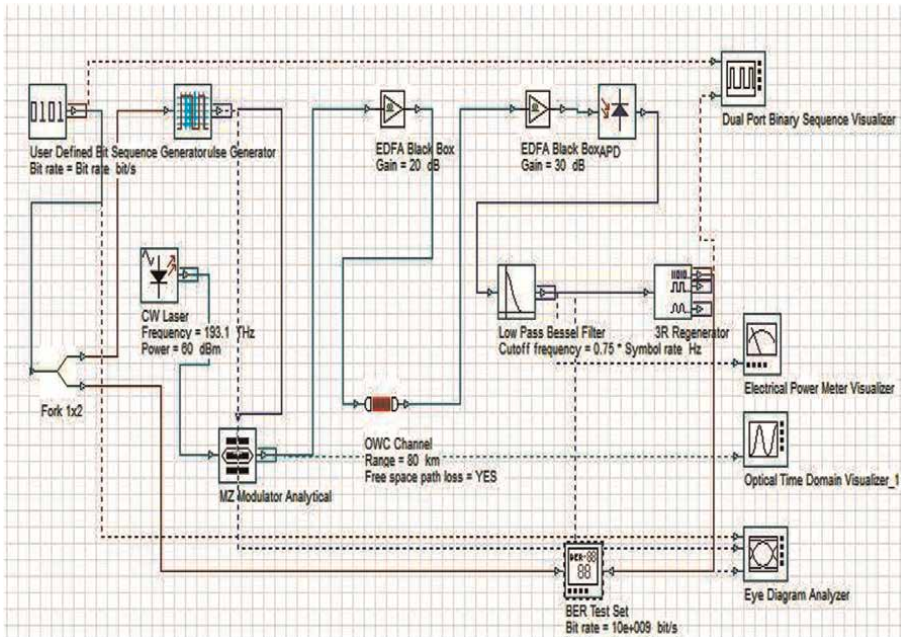 0101
User Defined Bit Sequence Generatorulse Generator
Bit rate = Bit rate bit/s
EDFA Black Box
Gain = 20 dB
EDFA Black Box
APD
Gain = 30 dB
Dual Port Binary Sequence Visualizer
CW Laser
Frequency = 193.1 THz
Power = 60 dBm
Low Pass Bessel Filter
Cutoff frequency = 0.75 * Symbol rate Hz
3R Regenerator
Electrical Power Meter Visualizer
Fork 1x2
OWC Channel
Range = 80 km
Free space path loss = YES
MZ Modulator Analytical
Optical Time Domain Visualizer_1
Eye Diagram Analyzer
88
BER Test Set
Bit rate = 10e+009 bit/s